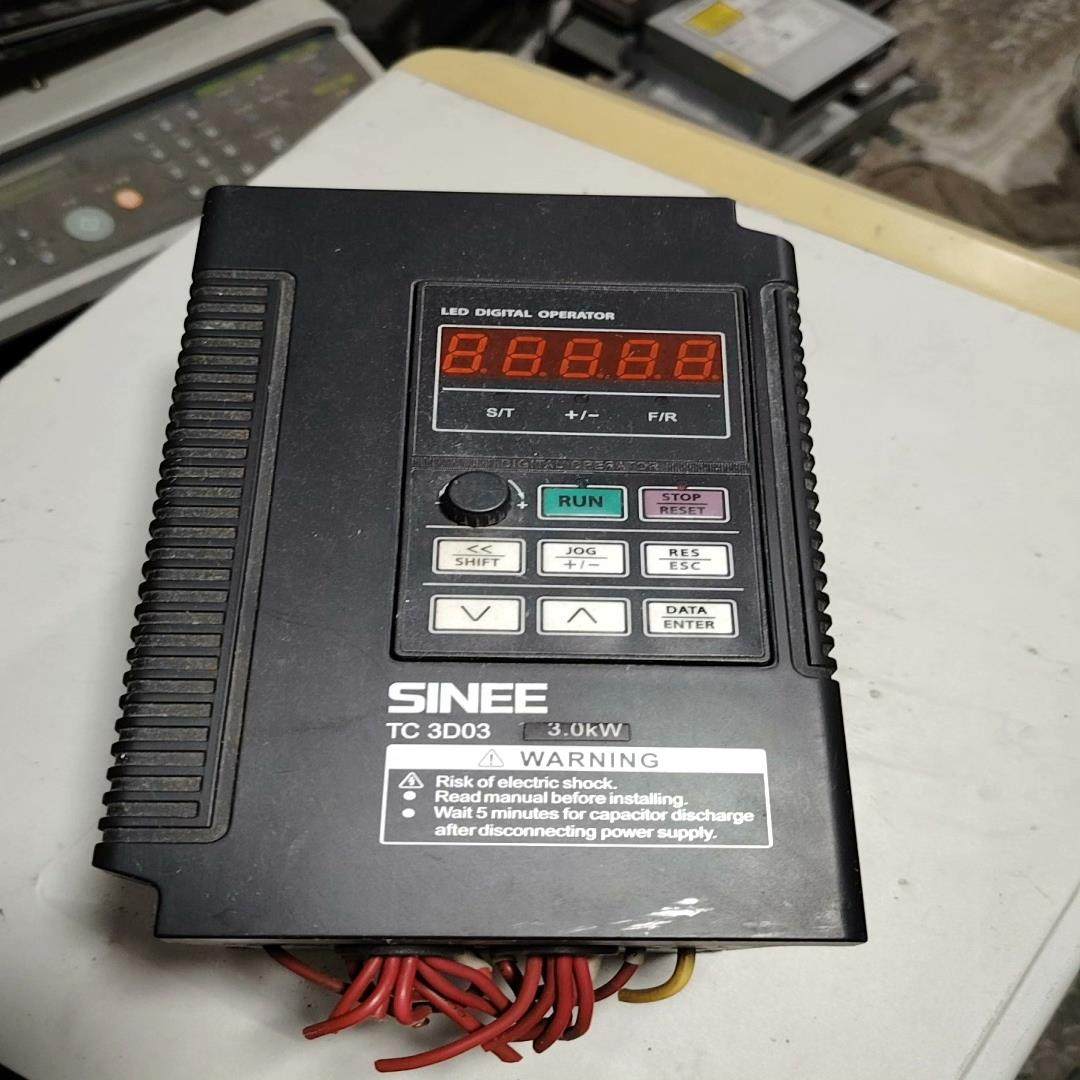 LED DIGITAL OPERATOR
8.8.8.8.8.
S/T +/− F/R
DIGITAL OPERATOR
− +
RUN STOP
RESET
<< JOG RES
SHIFT +/− ESC
DATA
ENTER
SINEE
TC 3D03 3.0kW
WARNING
Risk of electric shock.
Read manual before installing.
Wait 5 minutes for capacitor discharge
after disconnecting power supply.